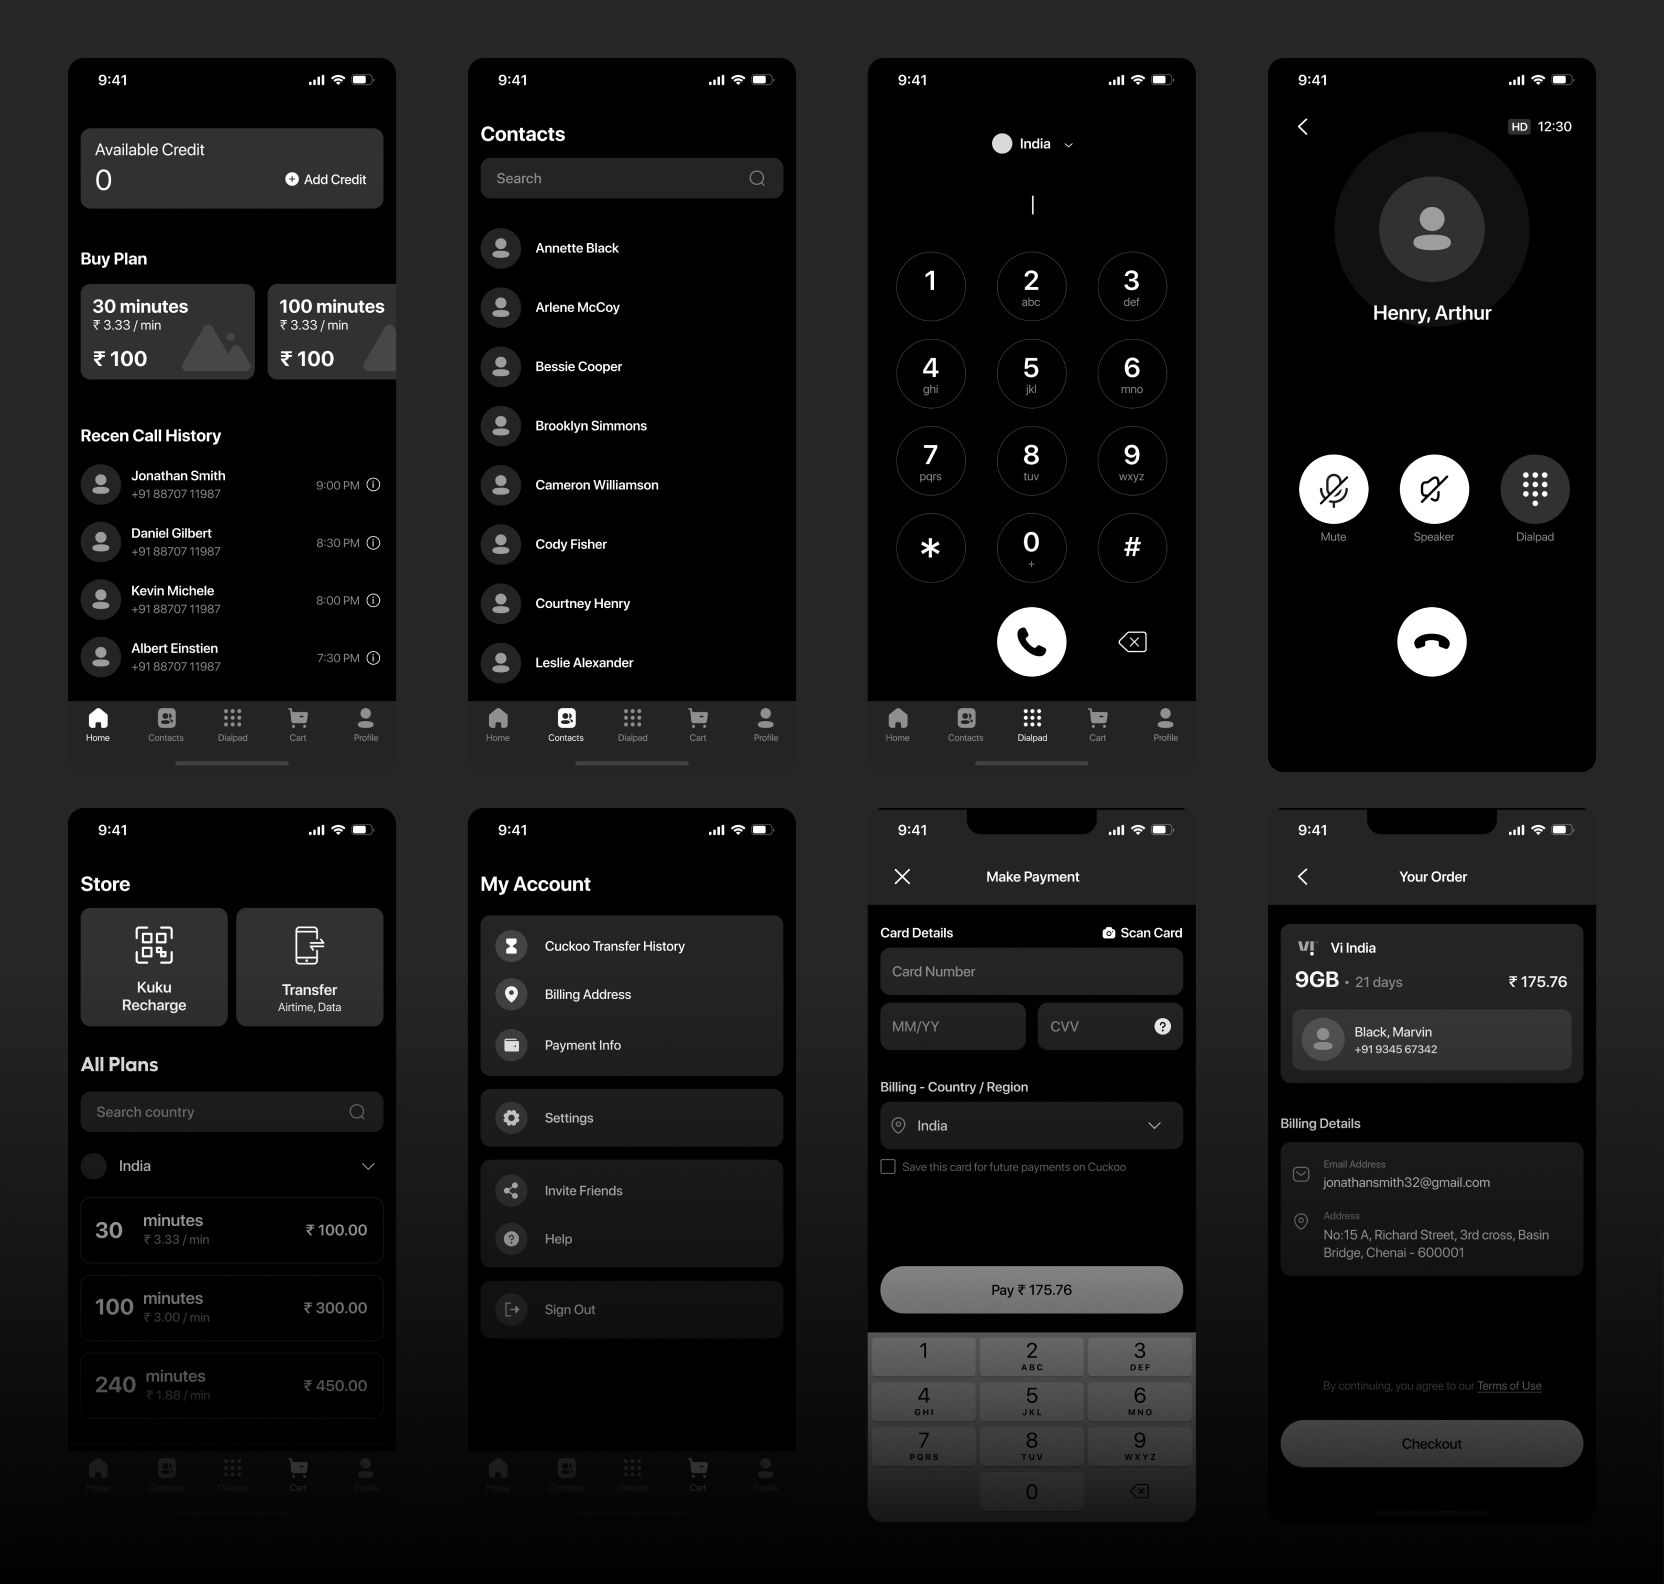 9:41
Available Credit
0
Add Credit
Buy Plan
30 minutes
₹ 3.33 / min
₹ 100
100 minutes
₹ 3.33 / min
₹ 100
Recen Call History
Jonathan Smith
+91 88707 11987
9:00 PM
Daniel Gilbert
+91 88707 11987
8:30 PM
Kevin Michele
+91 88707 11987
8:00 PM
Albert Einstien
+91 88707 11987
7:30 PM
Home
Contacts
Dialpad
Cart
Profile
9:41
Contacts
Search
Annette Black
Arlene McCoy
Bessie Cooper
Brooklyn Simmons
Cameron Williamson
Cody Fisher
Courtney Henry
Leslie Alexander
Home
Contacts
Dialpad
Cart
Profile
9:41
India
1
2
abc
3
def
4
ghi
5
jkl
6
mno
7
pqrs
8
tuv
9
wxyz
*
0
+
#
Home
Contacts
Dialpad
Cart
Profile
9:41
HD 12:30
Henry, Arthur
Mute
Speaker
Dialpad
9:41
Store
Kuku
Recharge
Transfer
Airtime, Data
All Plans
Search country
India
30
minutes
₹ 3.33 / min
₹ 100.00
100
minutes
₹ 3.00 / min
₹ 300.00
240
minutes
₹ 1.88 / min
₹ 450.00
Home
Contacts
Dialpad
Cart
Profile
9:41
My Account
Cuckoo Transfer History
Billing Address
Payment Info
Settings
Invite Friends
Help
Sign Out
Home
Contacts
Dialpad
Cart
Profile
9:41
Make Payment
Card Details
Scan Card
Card Number
MM/YY
CVV
Billing - Country / Region
India
Save this card for future payments on Cuckoo
Pay ₹ 175.76
1
2
ABC
3
DEF
4
GHI
5
JKL
6
MNO
7
PQRS
8
TUV
9
WXYZ
0
9:41
Your Order
Vi India
9GB • 21 days
₹ 175.76
Black, Marvin
+91 9345 67342
Billing Details
Email Address
jonathansmith32@gmail.com
Address
No:15 A, Richard Street, 3rd cross, Basin
Bridge, Chenai - 600001
By continuing, you agree to our Terms of Use
Checkout